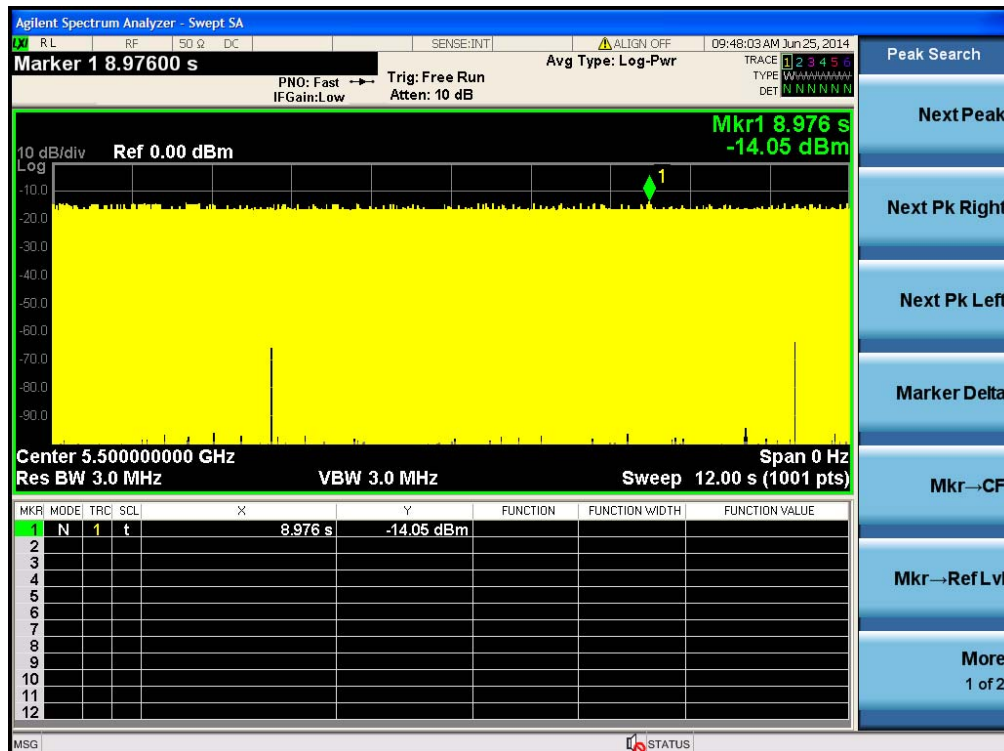 Agilent Spectrum Analyzer - Swept SA
LXI RL RF 50 Ω DC SENSE:INT ALIGN OFF 09:48:03 AM Jun 25, 2014
Marker 1 8.97600 s
PNO: Fast
IFGain:Low
Trig: Free Run
Atten: 10 dB
Avg Type: Log-Pwr
TRACE 1 2 3 4 5 6
TYPE W
DET N N N N N N
Mkr1 8.976 s
-14.05 dBm
10 dB/div Ref 0.00 dBm
Log
1
-10.0
-20.0
-30.0
-40.0
-50.0
-60.0
-70.0
-80.0
-90.0
Center 5.500000000 GHz Span 0 Hz
Res BW 3.0 MHz VBW 3.0 MHz Sweep 12.00 s (1001 pts)
MKR MODE TRC SCL X Y FUNCTION FUNCTION WIDTH FUNCTION VALUE
1 N 1 t 8.976 s -14.05 dBm
2
3
4
5
6
7
8
9
10
11
12
MSG STATUS
Peak Search
Next Peak
Next Pk Right
Next Pk Left
Marker Delta
Mkr→CF
Mkr→Ref Lvl
More
1 of 2